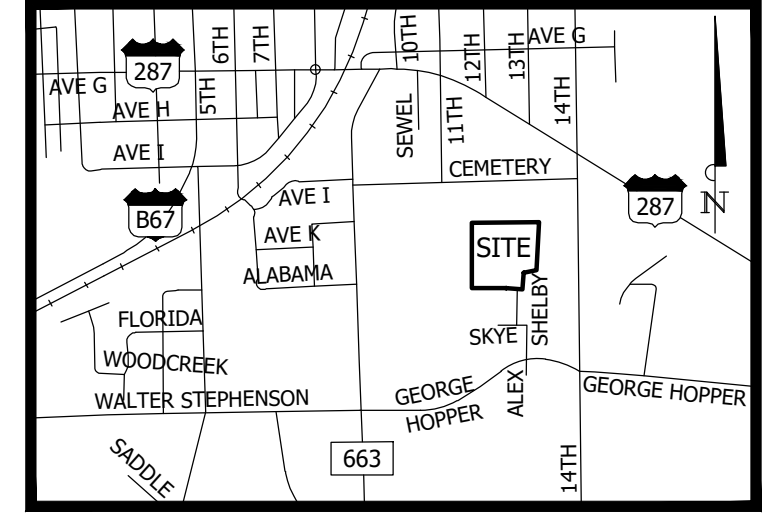 AVE G
287
5TH
6TH
7TH
10TH
12TH
13TH
AVE G
14TH
AVE H
AVE I
SEWEL
11TH
CEMETERY
B67
AVE I
AVE K
ALABAMA
SITE
287
N
FLORIDA
WOODCREEK
WALTER STEPHENSON
SKYE
SHELBY
ALEX
GEORGE
HOPPER
GEORGE HOPPER
SADDLE
663
14TH